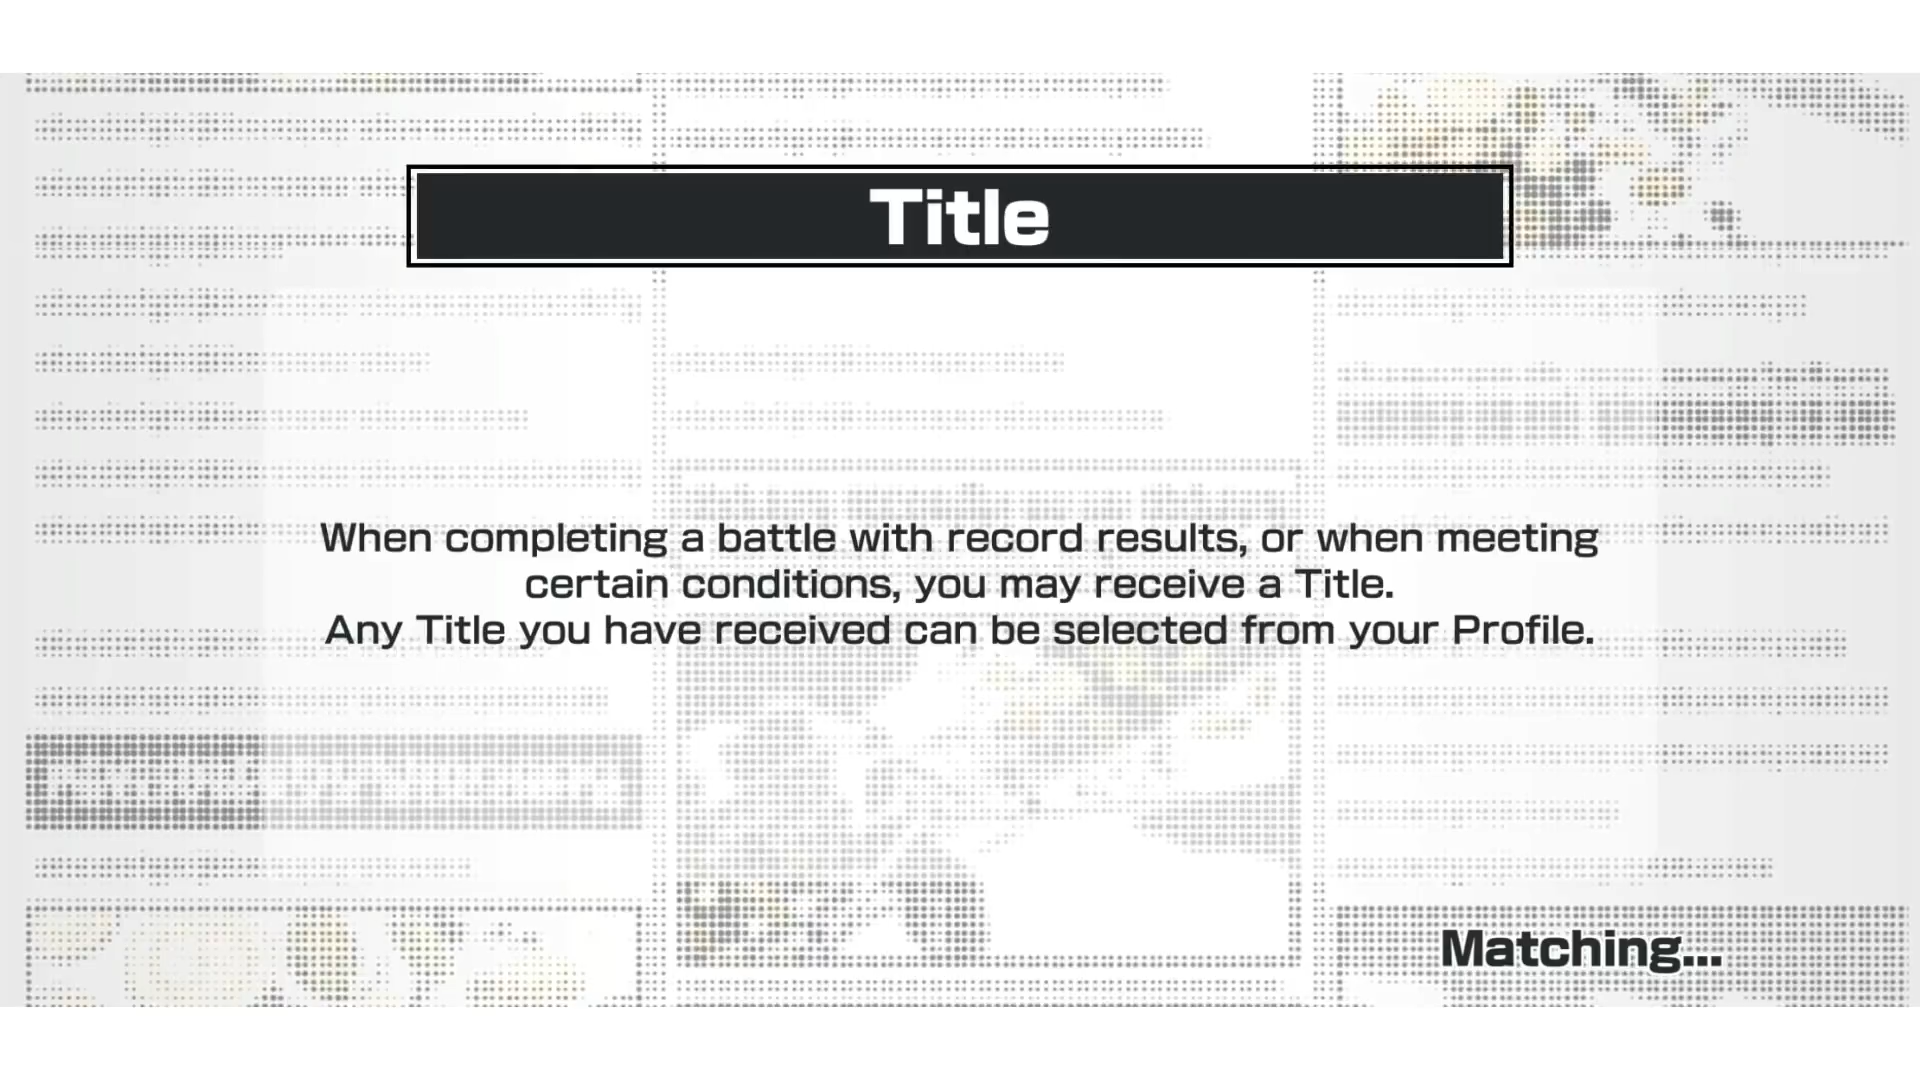 Title
When completing a battle with record results, or when meeting
certain conditions, you may receive a Title.
Any Title you have received can be selected from your Profile.
Matching...